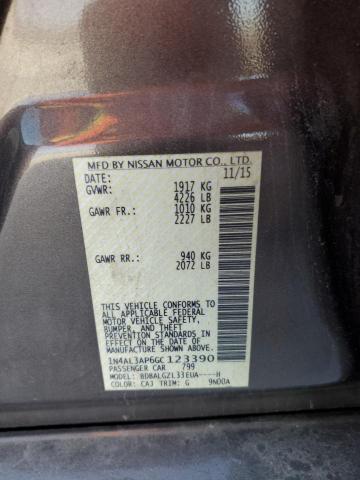 MFD BY NISSAN MOTOR CO., LTD.
DATE: 11/15
GVWR: 1917 KG
4226 LB
GAWR FR.: 1010 KG
2227 LB
GAWR RR.: 940 KG
2072 LB
THIS VEHICLE CONFORMS TO
ALL APPLICABLE FEDERAL
MOTOR VEHICLE SAFETY,
BUMPER, AND THEFT
PREVENTION STANDARDS IN
EFFECT ON THE DATE OF
MANUFACTURE SHOWN ABOVE.
1N4AL3AP6GC123390
PASSENGER CAR 799
MODEL: BDBALGZL33EUA----H
COLOR: CAJ TRIM: G 9N00A